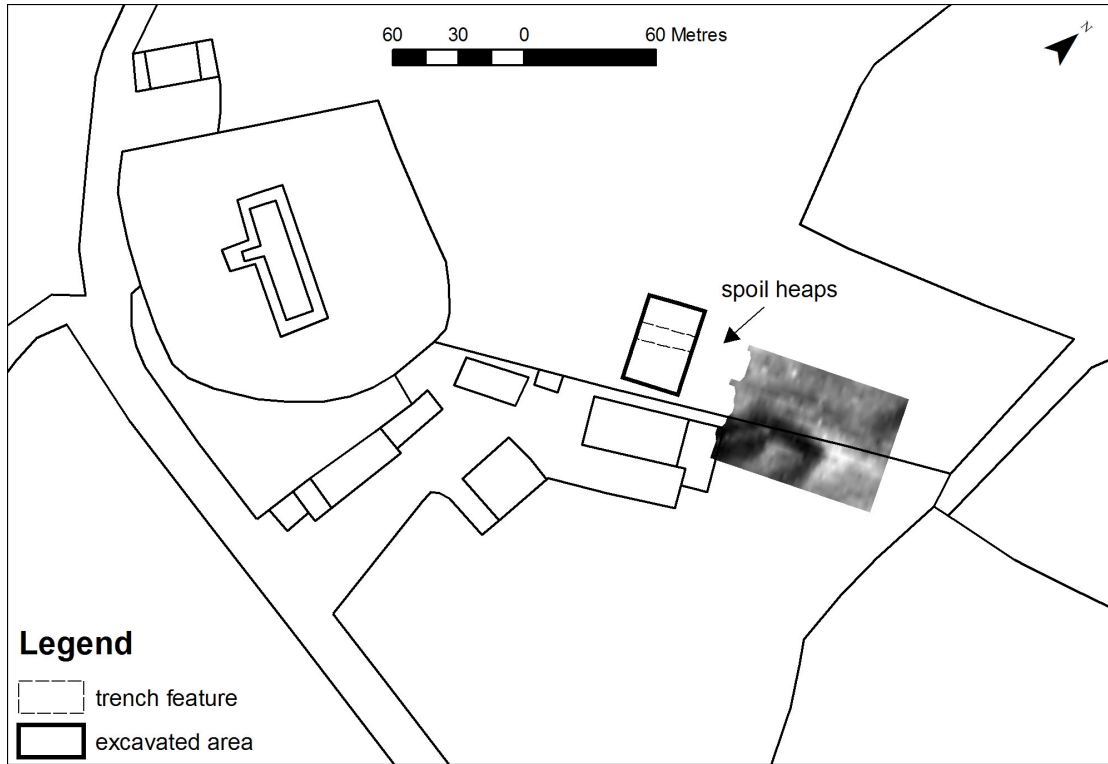 60 30 0 60 Metres
N
spoil heaps
Legend
trench feature
excavated area